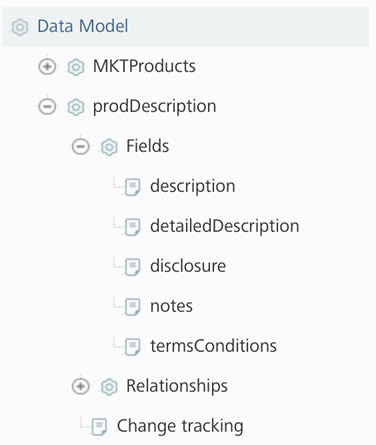 Data Model
MKTProducts
prodDescription
Fields
description
detailedDescription
disclosure
notes
termsConditions
Relationships
Change tracking